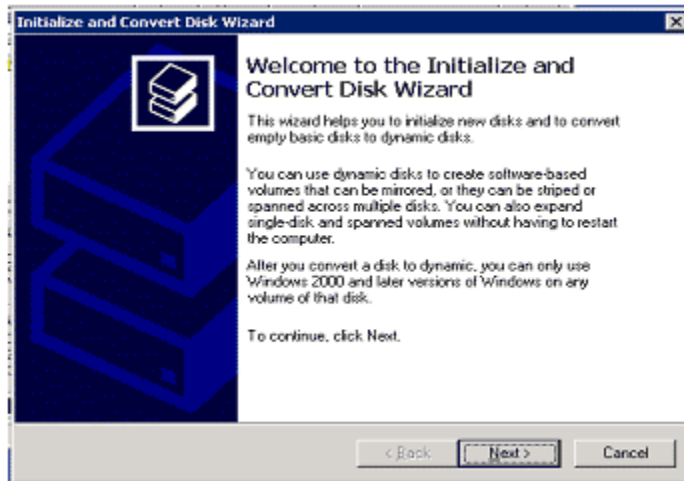 Initialize and Convert Disk Wizard
Welcome to the Initialize and
Convert Disk Wizard
This wizard helps you to initialize new disks and to convert
empty basic disks to dynamic disks.
You can use dynamic disks to create software-based
volumes that can be mirrored, or they can be striped or
spanned across multiple disks. You can also expand
single-disk and spanned volumes without having to restart
the computer.
After you convert a disk to dynamic, you can only use
Windows 2000 and later versions of Windows on any
volume of that disk.
To continue, click Next.
< Back Next > Cancel